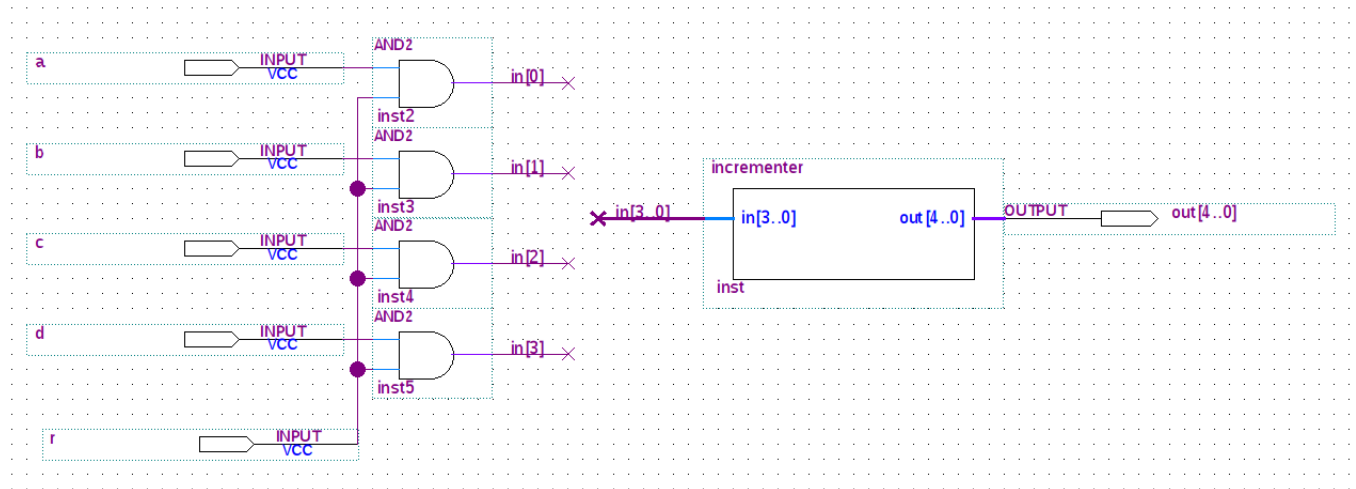 AND2
a
INPUT
VCC
in[0]
inst2
AND2
b
INPUT
VCC
in[1]
inst3
AND2
c
INPUT
VCC
in[2]
inst4
AND2
d
INPUT
VCC
in[3]
inst5
r
INPUT
VCC
incrementer
in[3..0]
in[3..0]
out[4..0]
OUTPUT
out[4..0]
inst